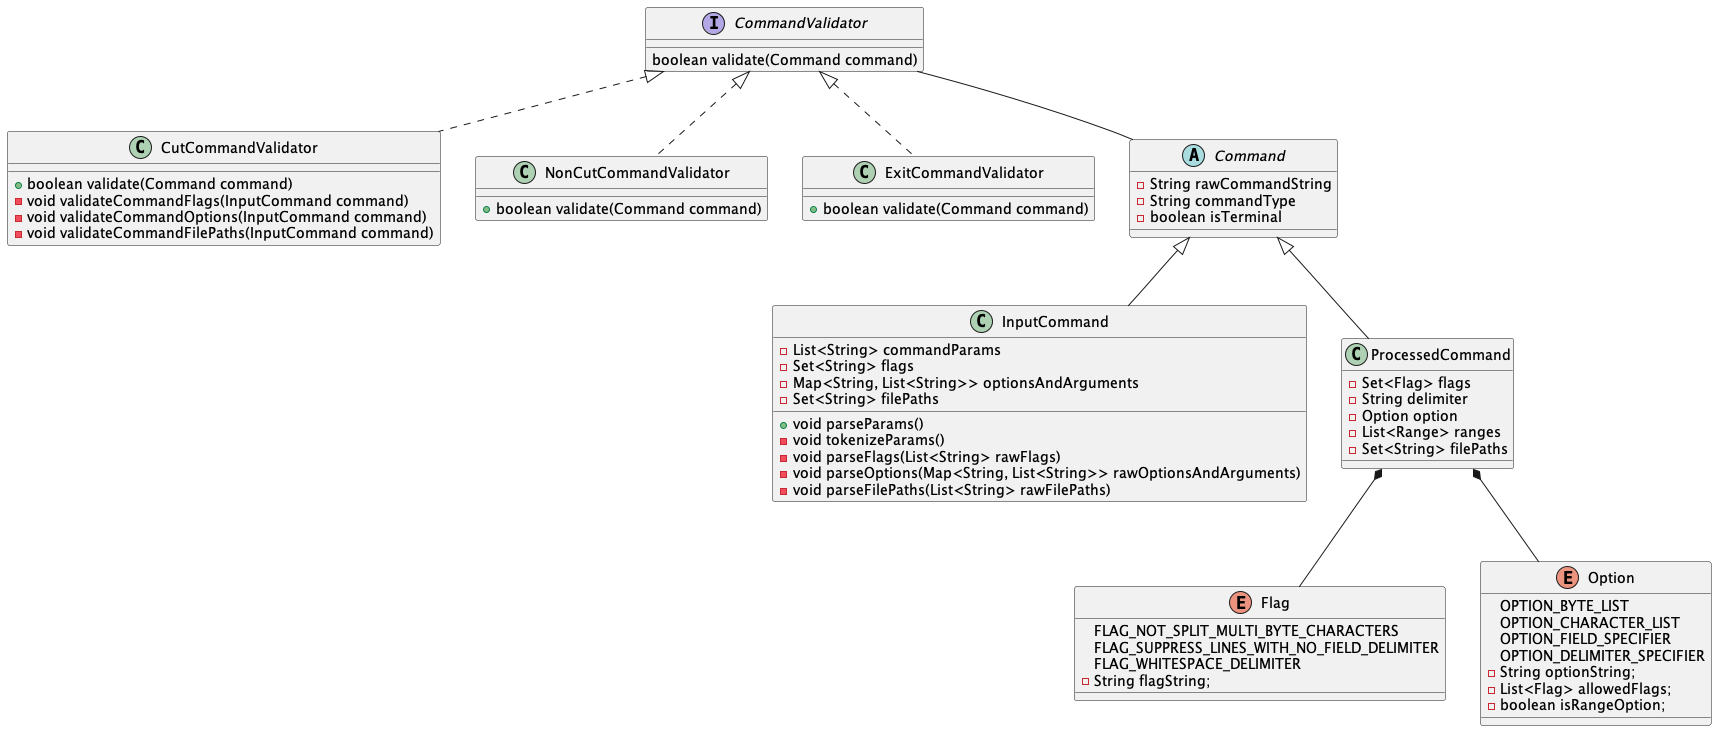 I CommandValidator
boolean validate(Command command)
C CutCommandValidator
boolean validate(Command command)
void validateCommandFlags(InputCommand command)
void validateCommandOptions(InputCommand command)
void validateCommandFilePaths(InputCommand command)
C NonCutCommandValidator
boolean validate(Command command)
C ExitCommandValidator
boolean validate(Command command)
A Command
String rawCommandString
String commandType
boolean isTerminal
C InputCommand
List<String> commandParams
Set<String> flags
Map<String, List<String>> optionsAndArguments
Set<String> filePaths
void parseParams()
void tokenizeParams()
void parseFlags(List<String> rawFlags)
void parseOptions(Map<String, List<String>> rawOptionsAndArguments)
void parseFilePaths(List<String> rawFilePaths)
C ProcessedCommand
Set<Flag> flags
String delimiter
Option option
List<Range> ranges
Set<String> filePaths
E Flag
FLAG_NOT_SPLIT_MULTI_BYTE_CHARACTERS
FLAG_SUPPRESS_LINES_WITH_NO_FIELD_DELIMITER
FLAG_WHITESPACE_DELIMITER
String flagString;
E Option
OPTION_BYTE_LIST
OPTION_CHARACTER_LIST
OPTION_FIELD_SPECIFIER
OPTION_DELIMITER_SPECIFIER
String optionString;
List<Flag> allowedFlags;
boolean isRangeOption;